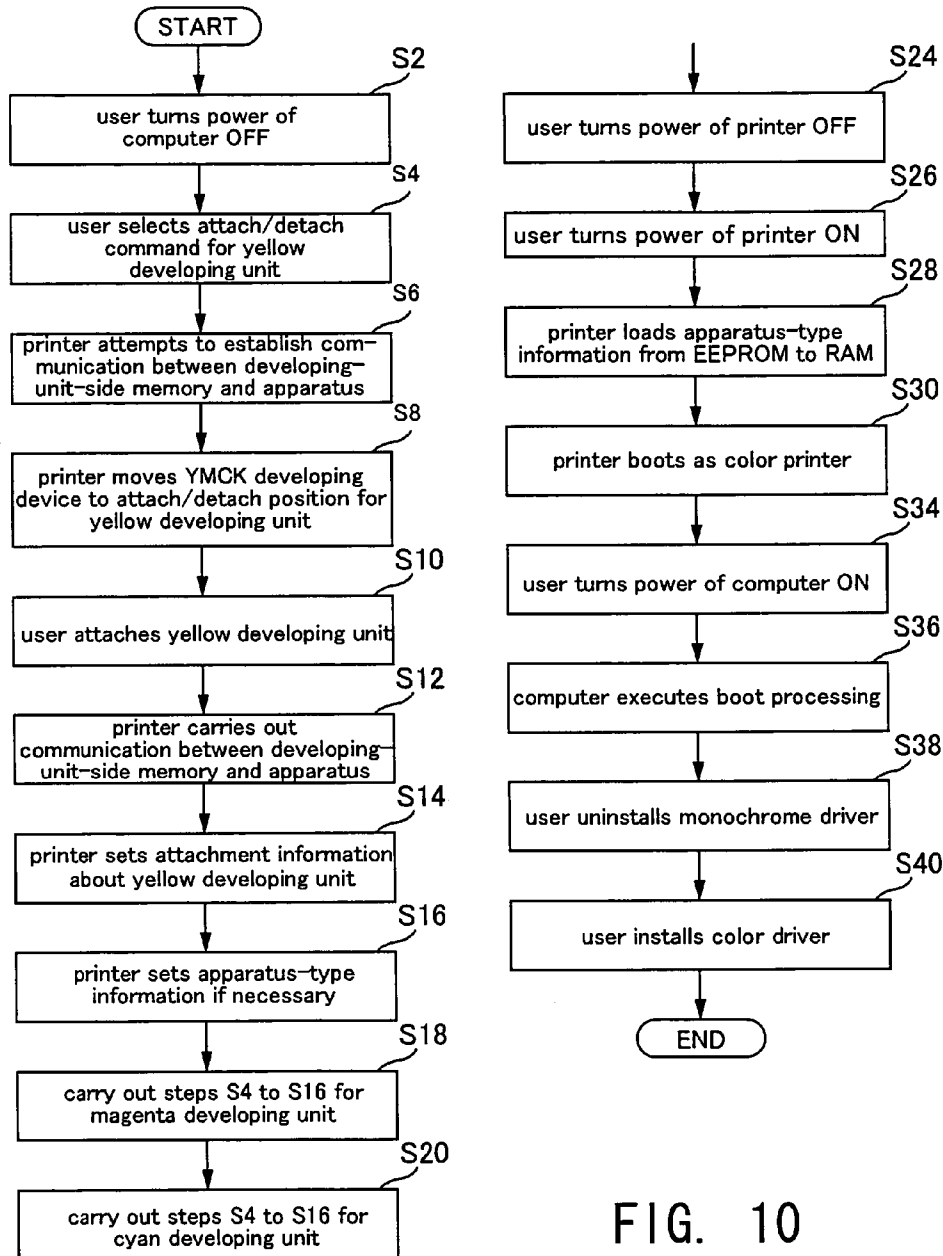 START
S2
user turns power of
computer OFF
S4
user selects attach/detach
command for yellow
developing unit
S6
printer attempts to establish com-
munication between developing-
unit-side memory and apparatus
S8
printer moves YMCK developing
device to attach/detach position for
yellow developing unit
S10
user attaches yellow developing unit
S12
printer carries out
communication between developing-
unit-side memory and apparatus
S14
printer sets attachment information
about yellow developing unit
S16
printer sets apparatus-type
information if necessary
S18
carry out steps S4 to S16 for
magenta developing unit
S20
carry out steps S4 to S16 for
cyan developing unit
S24
user turns power of printer OFF
S26
user turns power of printer ON
S28
printer loads apparatus-type
information from EEPROM to RAM
S30
printer boots as color printer
S34
user turns power of computer ON
S36
computer executes boot processing
S38
user uninstalls monochrome driver
S40
user installs color driver
END
FIG. 10